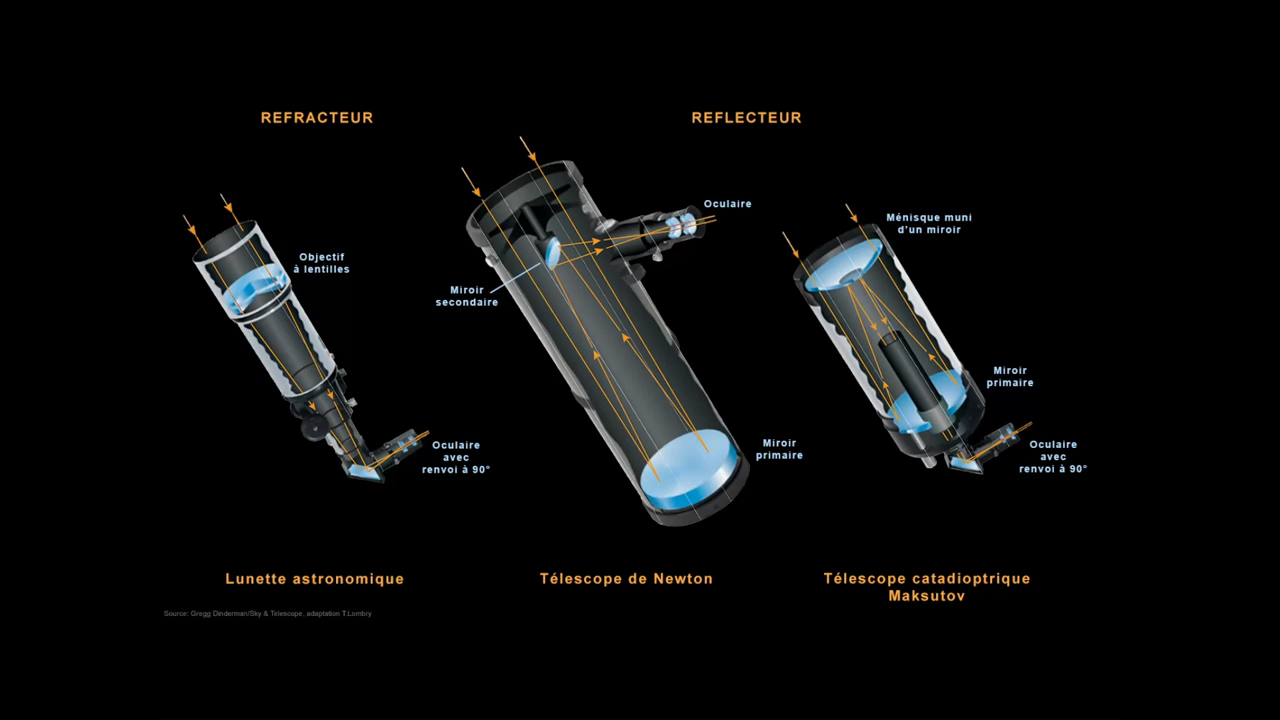 REFRACTEUR
REFLECTEUR
Oculaire
Ménisque muni
d'un miroir
Objectif
à lentilles
Miroir
secondaire
Miroir
primaire
Miroir
primaire
Oculaire
avec
renvoi à 90°
Oculaire
avec
renvoi à 90°
Lunette astronomique
Télescope de Newton
Télescope catadioptrique
Maksutov
Source: Gregg Dinderman/Sky & Telescope, adaptation T.Lombry